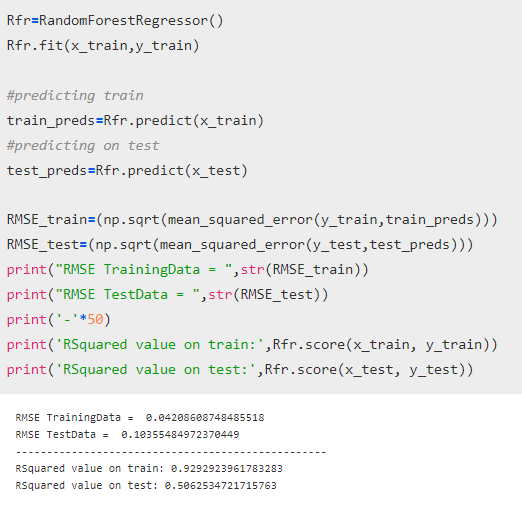 Rfr=RandomForestRegressor()
Rfr.fit(x_train,y_train)
#predicting train
train_preds=Rfr.predict(x_train)
#predicting on test
test_preds=Rfr.predict(x_test)
RMSE_train=(np.sqrt(mean_squared_error(y_train,train_preds)))
RMSE_test=(np.sqrt(mean_squared_error(y_test,test_preds)))
print("RMSE TrainingData = ",str(RMSE_train))
print("RMSE TestData = ",str(RMSE_test))
print('-'*50)
print('RSquared value on train:',Rfr.score(x_train, y_train))
print('RSquared value on test:',Rfr.score(x_test, y_test))
RMSE TrainingData =  0.04208608748485518
RMSE TestData =  0.10355484972370449
--------------------------------------------------
RSquared value on train: 0.9292923961783283
RSquared value on test: 0.5062534721715763